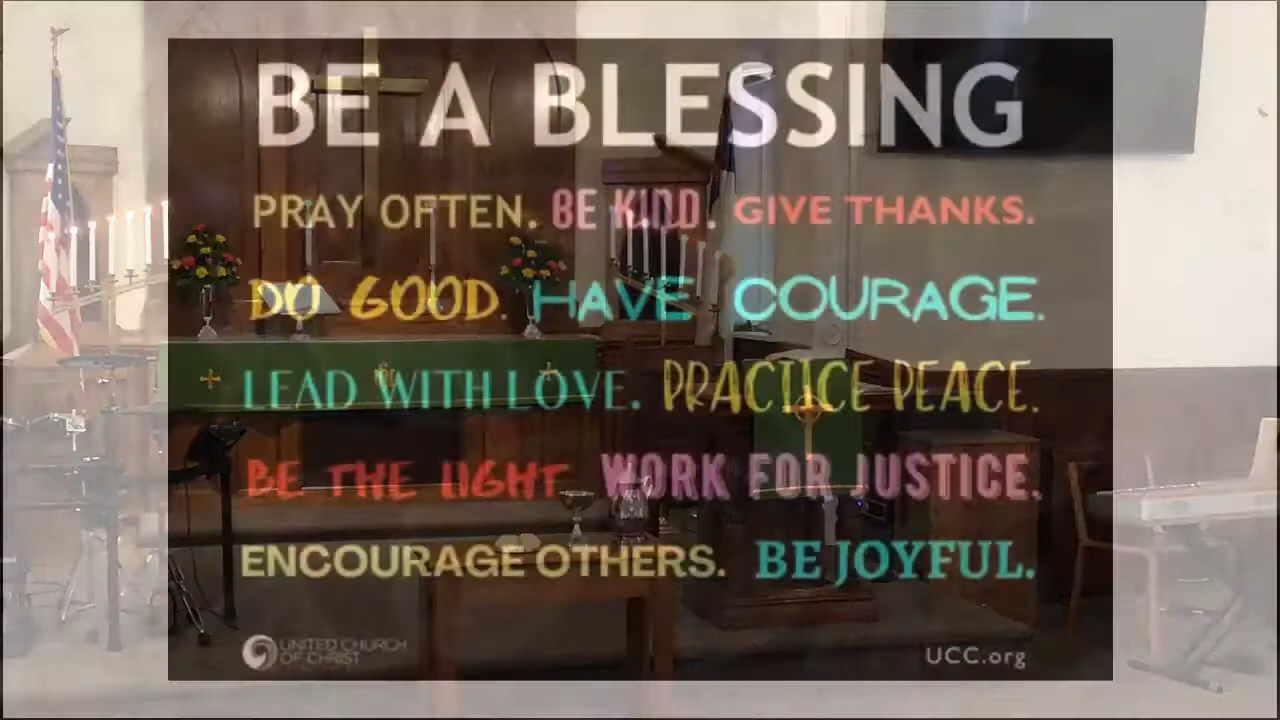 BE A BLESSING
PRAY OFTEN. BE KIND. GIVE THANKS.
DO GOOD. HAVE COURAGE.
LEAD WITH LOVE. PRACTICE PEACE.
BE THE LIGHT. WORK FOR JUSTICE.
ENCOURAGE OTHERS. BE JOYFUL.
UNITED CHURCH
OF CHRIST
UCC.org